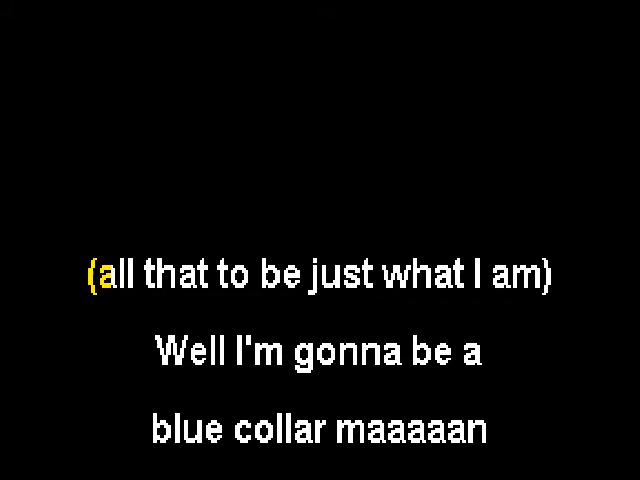 (all that to be just what I am)
Well I'm gonna be a
blue collar maaaaan